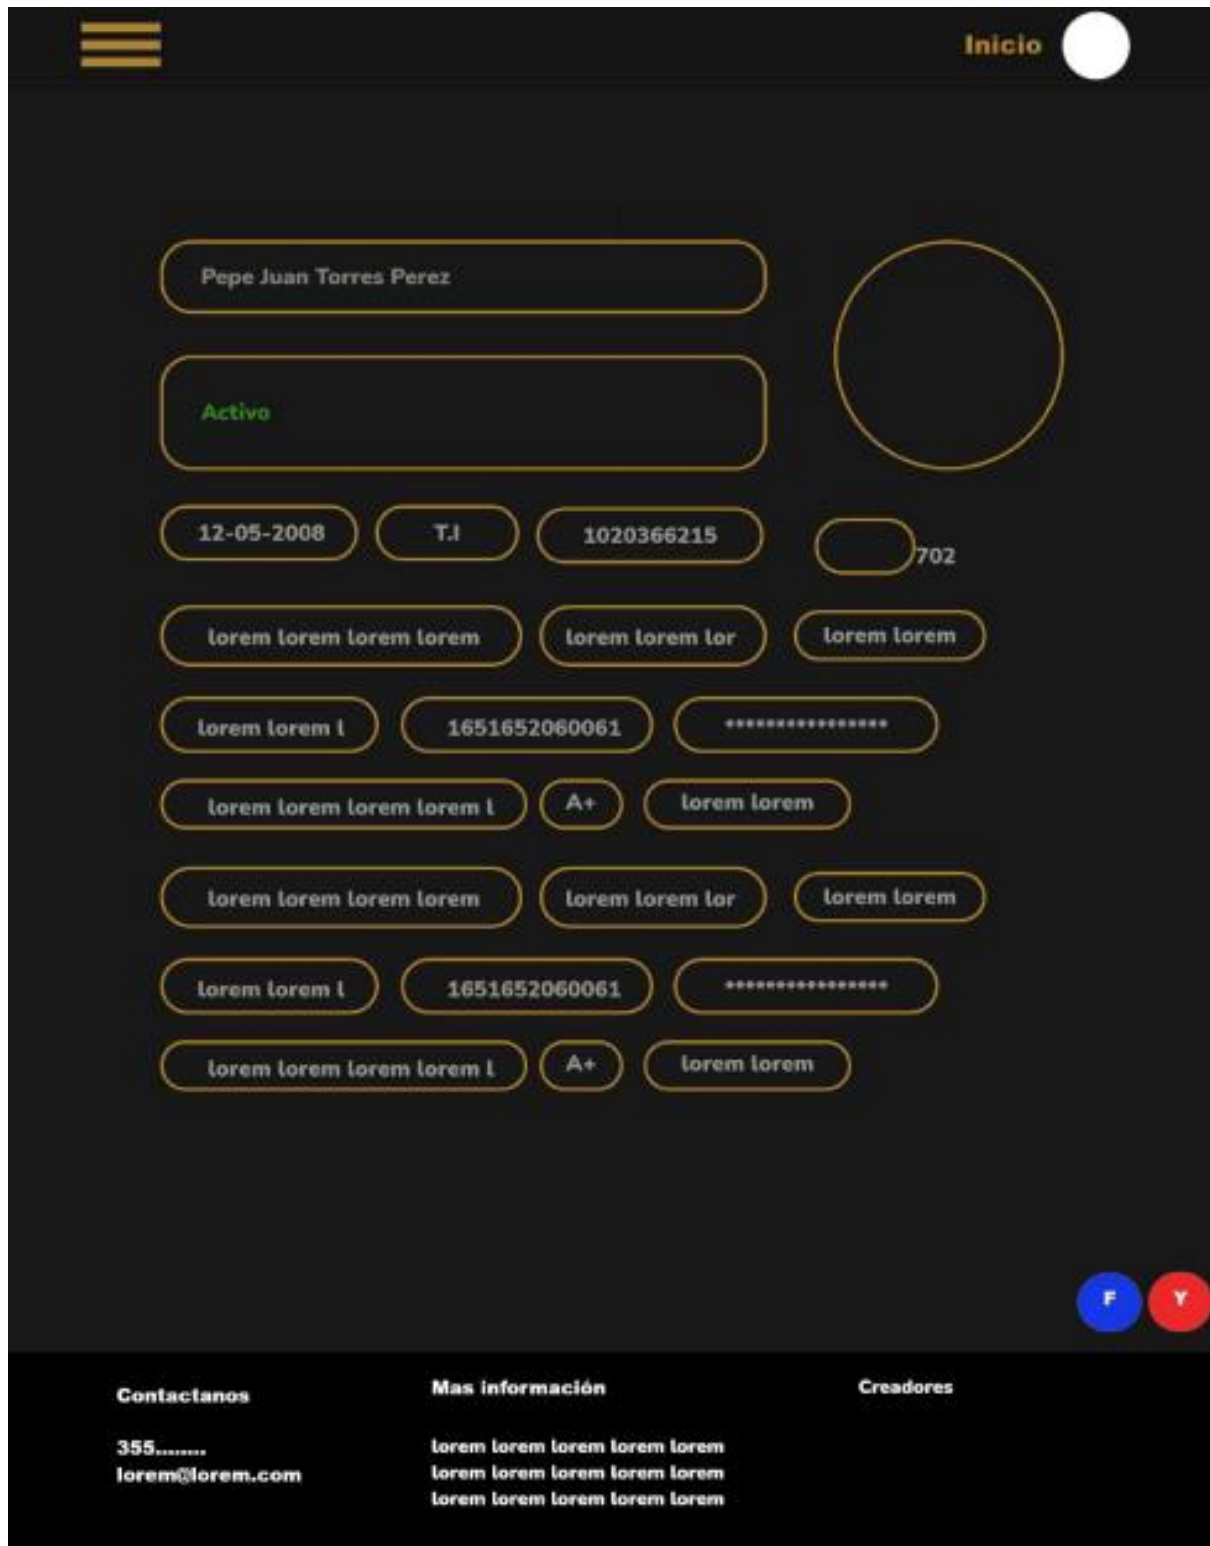 Inicio
Pepe Juan Torres Perez
Activo
12-05-2008 T.I 1020366215
702
lorem lorem lorem lorem lorem lorem lor lorem lorem
lorem lorem l 1651652060061 ****************
lorem lorem lorem lorem l A+ lorem lorem
lorem lorem lorem lorem lorem lorem lor lorem lorem
lorem lorem l 1651652060061 ****************
lorem lorem lorem lorem l A+ lorem lorem
F Y
Contactanos
355........
lorem@lorem.com
Mas información
lorem lorem lorem lorem lorem
lorem lorem lorem lorem lorem
lorem lorem lorem lorem lorem
Creadores